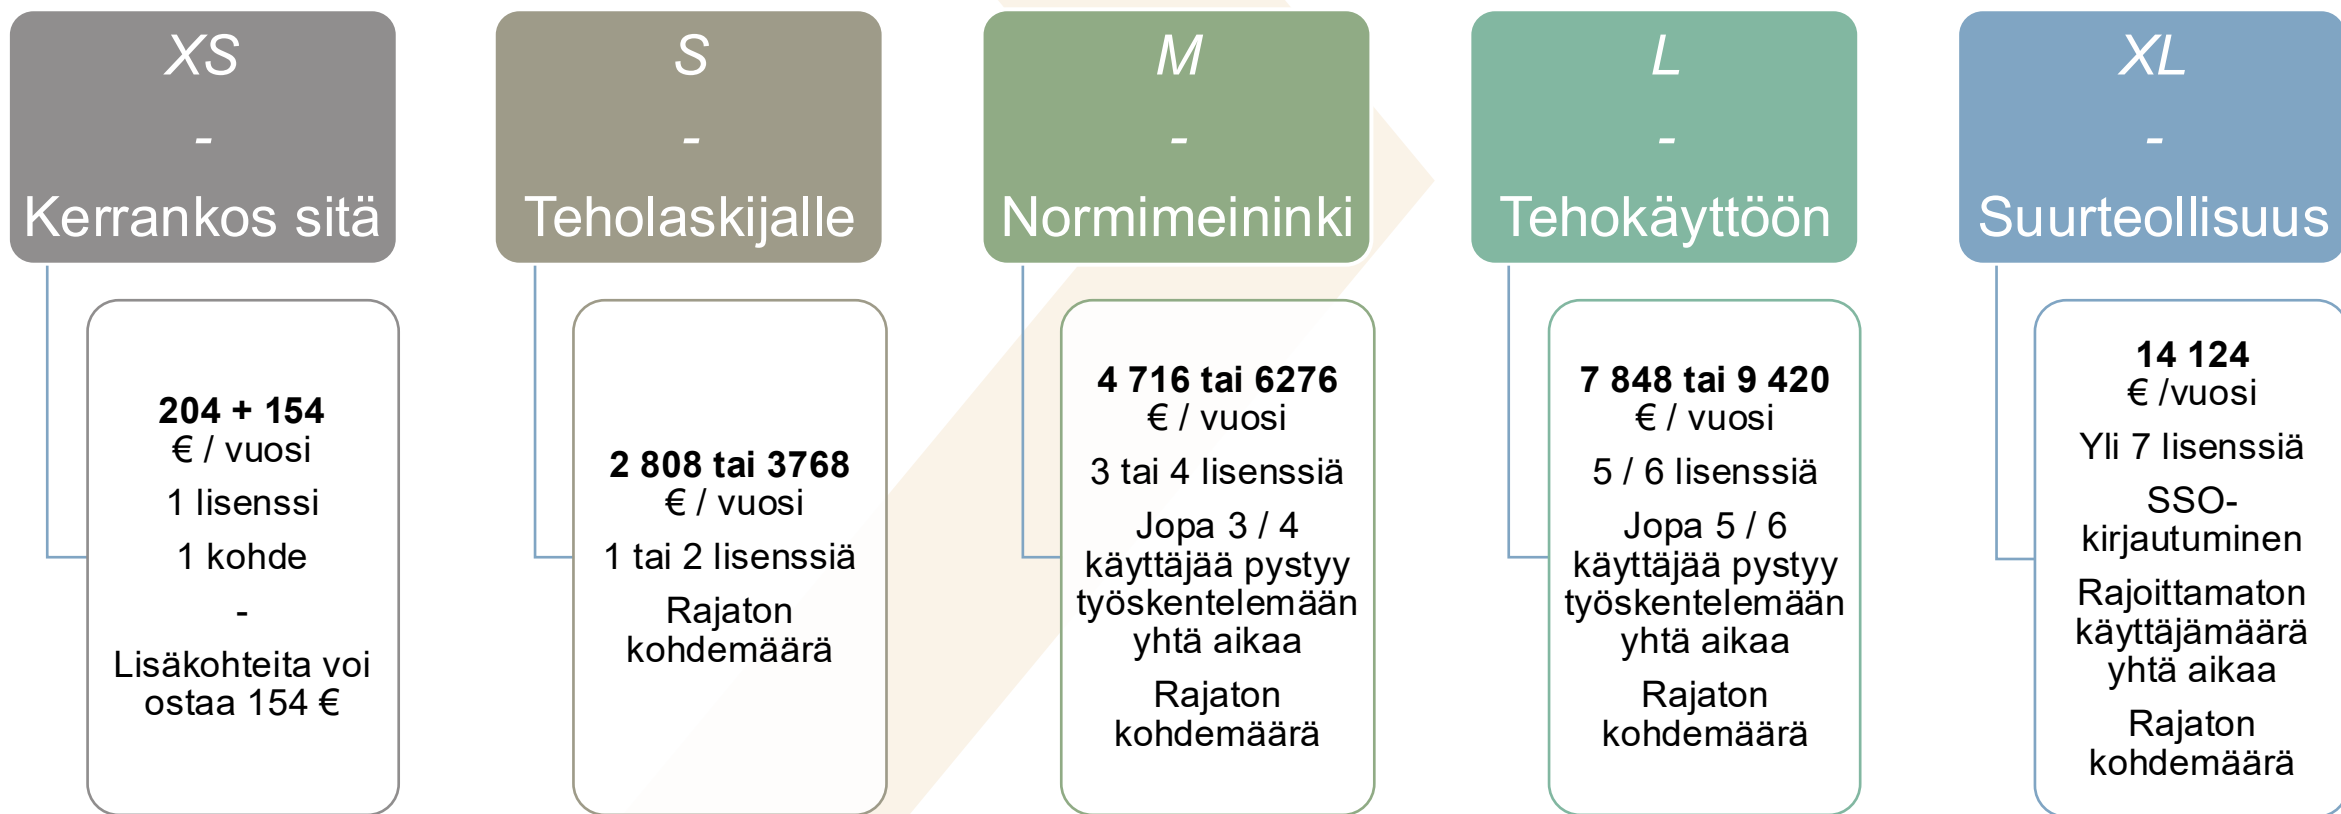 XS
-
Kerrankos sitä
204 + 154
€ / vuosi
1 lisenssi
1 kohde
-
Lisäkohteita voi
ostaa 154 €
S
-
Teholaskijalle
2 808 tai 3768
€ / vuosi
1 tai 2 lisenssiä
Rajaton
kohdemäärä
M
-
Normimeininki
4 716 tai 6276
€ / vuosi
3 tai 4 lisenssiä
Jopa 3 / 4
käyttäjää pystyy
työskentelemään
yhtä aikaa
Rajaton
kohdemäärä
L
-
Tehokäyttöön
7 848 tai 9 420
€ / vuosi
5 / 6 lisenssiä
Jopa 5 / 6
käyttäjää pystyy
työskentelemään
yhtä aikaa
Rajaton
kohdemäärä
XL
-
Suurteollisuus
14 124
€ /vuosi
Yli 7 lisenssiä
SSO-
kirjautuminen
Rajoittamaton
käyttäjämäärä
yhtä aikaa
Rajaton
kohdemäärä